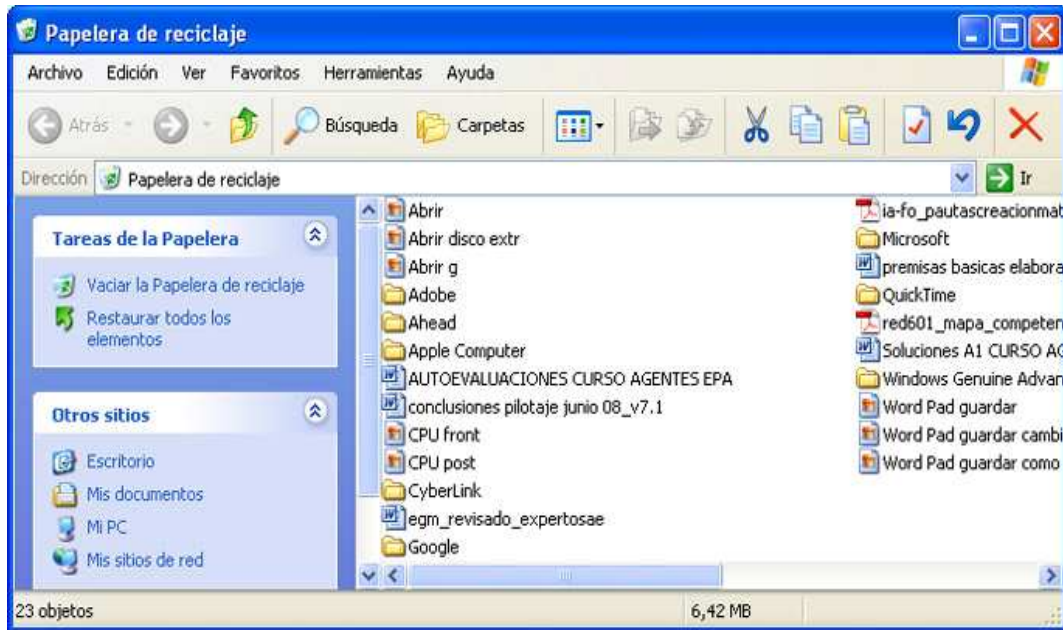 Papelera de reciclaje
Archivo Edición Ver Favoritos Herramientas Ayuda
Atrás Búsqueda Carpetas
Dirección Papelera de reciclaje Ir
Tareas de la Papelera
Vaciar la Papelera de reciclaje
Restaurar todos los
elementos
Otros sitios
Escritorio
Mis documentos
Mi PC
Mis sitios de red
Abrir
Abrir disco extr
Abrir g
Adobe
Ahead
Apple Computer
AUTOEVALUACIONES CURSO AGENTES EPA
conclusiones pilotaje junio 08_v7.1
CPU front
CPU post
CyberLink
egm_revisado_expertosae
Google
ia-fo_pautascreacionmat
Microsoft
premisas basicas elabora
QuickTime
red601_mapa_competen
Soluciones A1 CURSO AG
Windows Genuine Advan
Word Pad guardar
Word Pad guardar cambi
Word Pad guardar como
23 objetos 6,42 MB